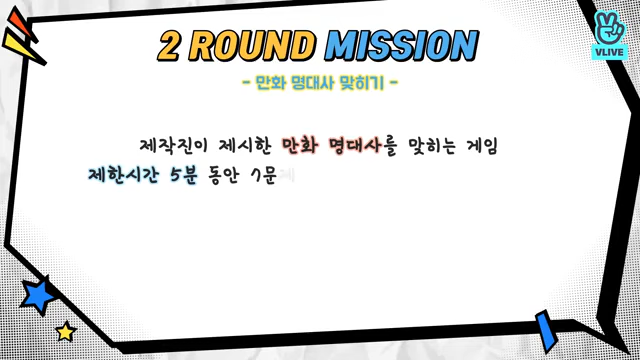 2 ROUND MISSION
VLIVE
- 만화 명대사 맞히기 -
제작진이 제시한 만화 명대사를 맞히는 게임
제한시간 5분 동안 7문제